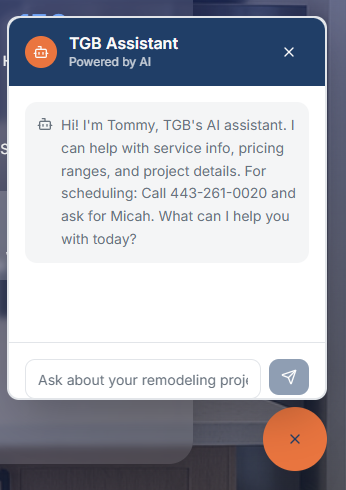 TGB Assistant
Powered by AI
Hi! I'm Tommy, TGB's AI assistant. I
can help with service info, pricing
ranges, and project details. For
scheduling: Call 443-261-0020 and
ask for Micah. What can I help you
with today?
Ask about your remodeling proje